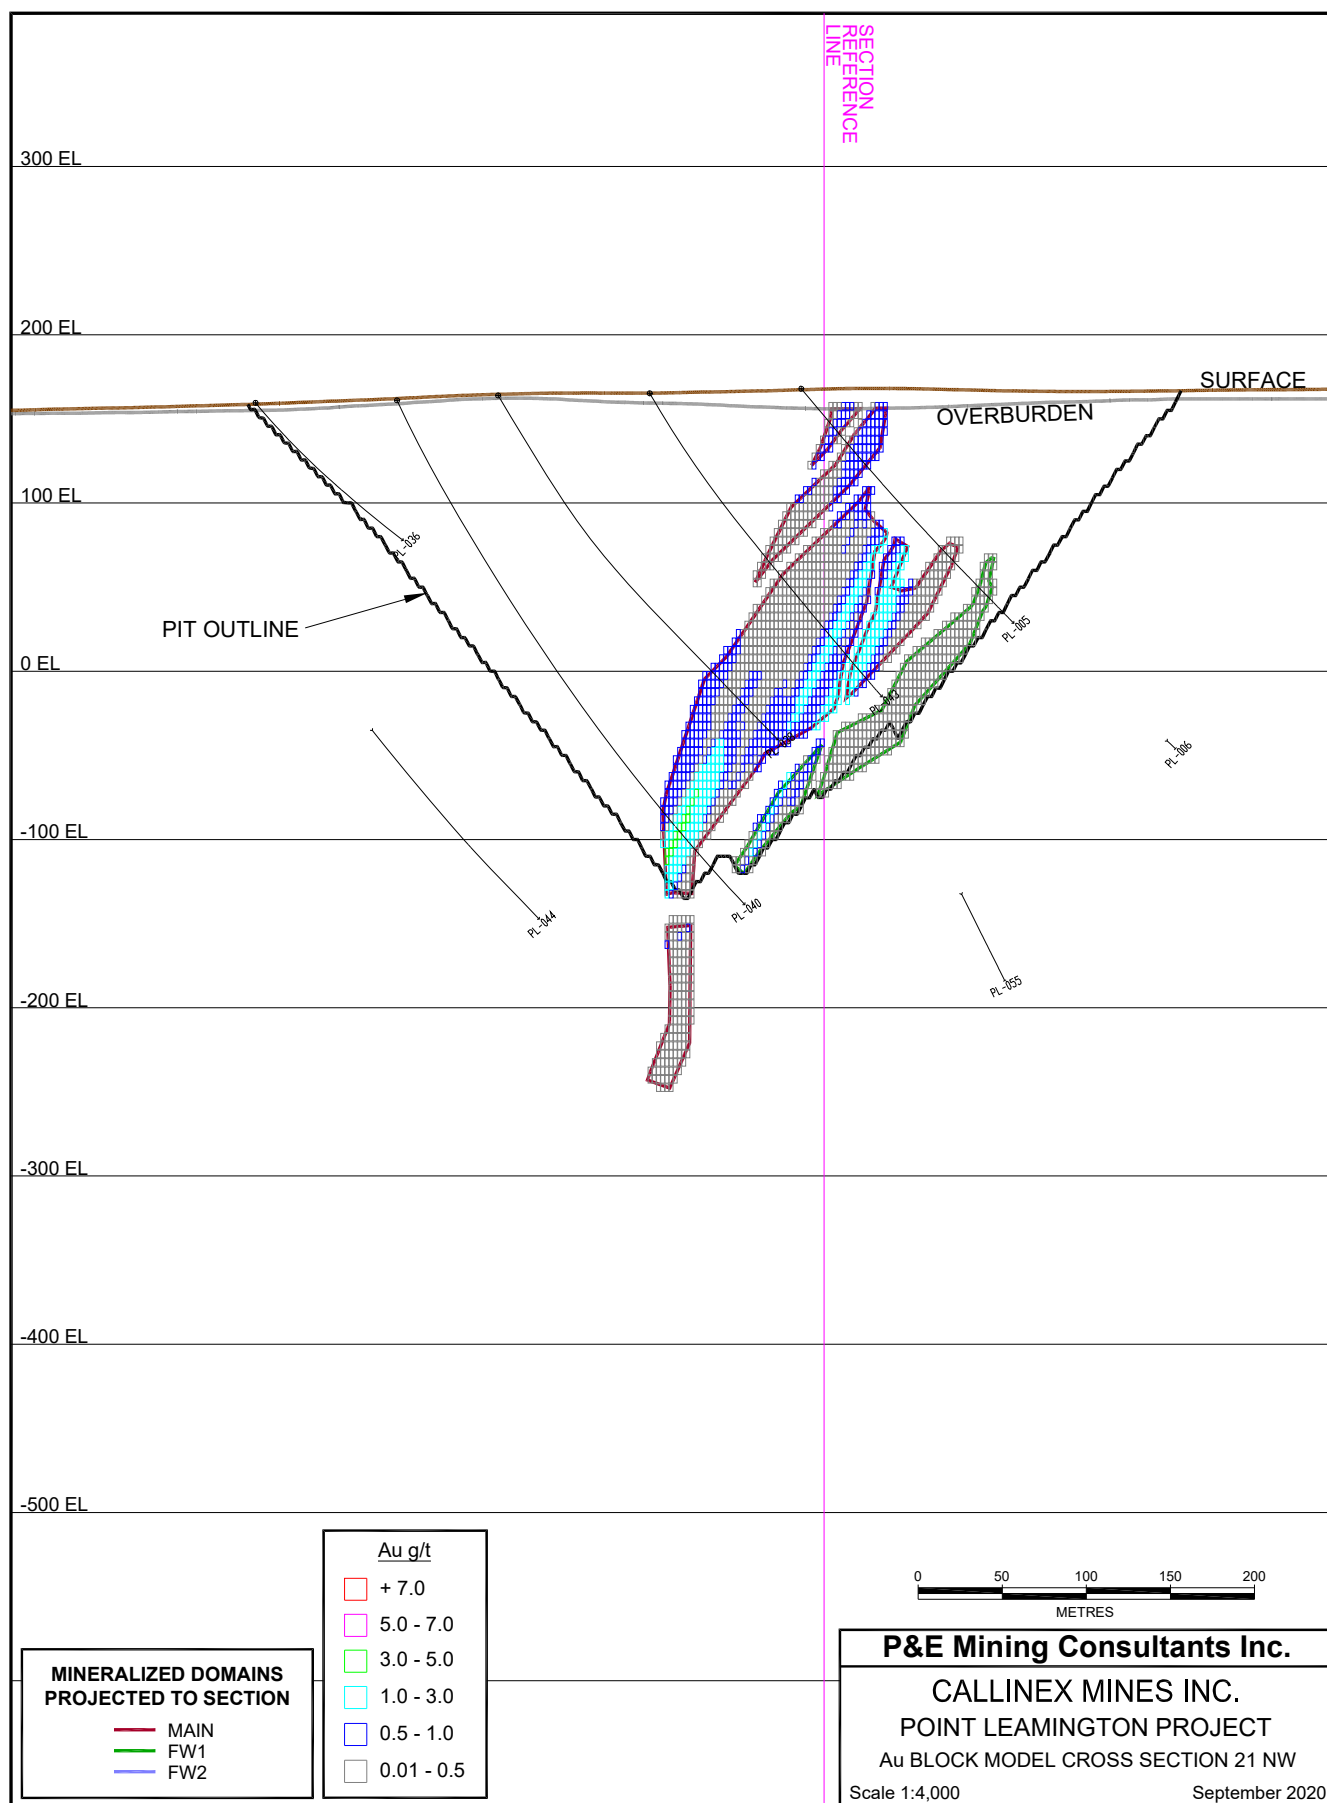 SECTION
REFERENCE
LINE
300 EL
200 EL
SURFACE
OVERBURDEN
100 EL
PL-036
PIT OUTLINE
PL-005
0 EL
PL-043
PL-006
-100 EL
PL-040
PL-044
PL-055
-200 EL
-300 EL
-400 EL
-500 EL
Au g/t
+ 7.0
5.0 - 7.0
3.0 - 5.0
1.0 - 3.0
0.5 - 1.0
0.01 - 0.5
MINERALIZED DOMAINS
PROJECTED TO SECTION
MAIN
FW1
FW2
0 50 100 150 200
METRES
P&E Mining Consultants Inc.
CALLINEX MINES INC.
POINT LEAMINGTON PROJECT
Au BLOCK MODEL CROSS SECTION 21 NW
Scale 1:4,000 September 2020